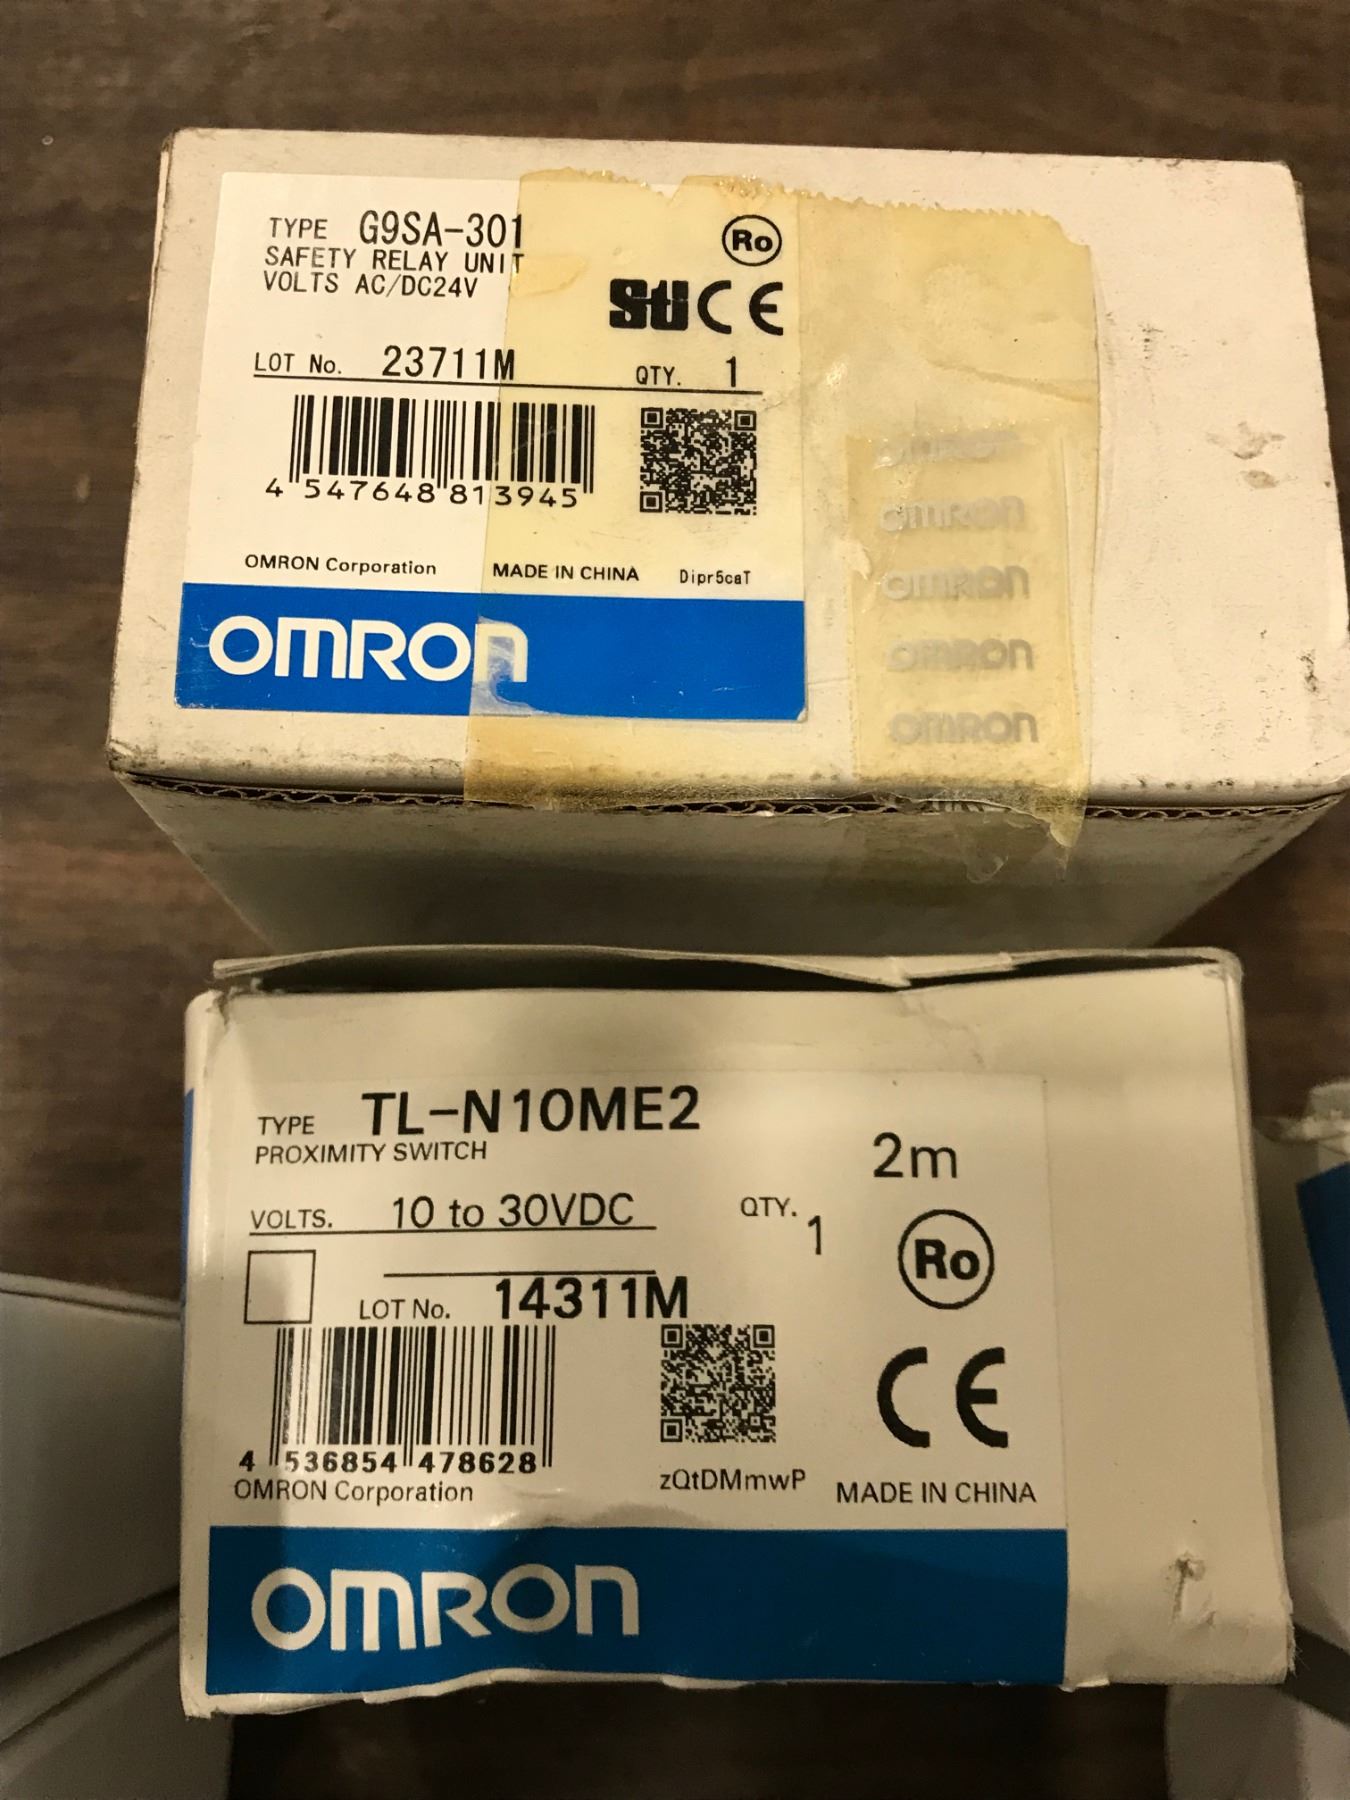 TYPE G9SA-301
SAFETY RELAY UNIT
VOLTS AC/DC24V
Ro
Sti CE
LOT No. 23711M QTY. 1
4 547648 813945
OMRON Corporation MADE IN CHINA Dipr5caT
OMRON
OMRON
OMRON
OMRON
OMRON
OMRON
TYPE TL-N10ME2
PROXIMITY SWITCH
2m
VOLTS. 10 to 30VDC QTY. 1
Ro
LOT No. 14311M
CE
4 536854 478628
zQtDMmwP
OMRON Corporation MADE IN CHINA
OMRON